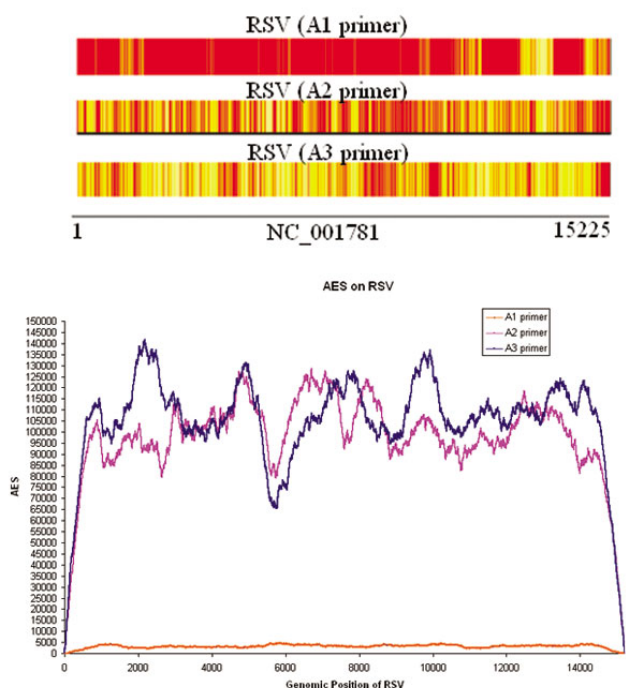 RSV (A1 primer)
RSV (A2 primer)
RSV (A3 primer)
1 NC_001781 15225
AES on RSV
A1 primer
A2 primer
A3 primer
150000
145000
140000
135000
130000
125000
120000
115000
110000
105000
100000
95000
90000
85000
80000
75000
70000
65000
60000
55000
50000
45000
40000
35000
30000
25000
20000
15000
10000
5000
0
AES
0 2000 4000 6000 8000 10000 12000 14000
Genomic Position of RSV